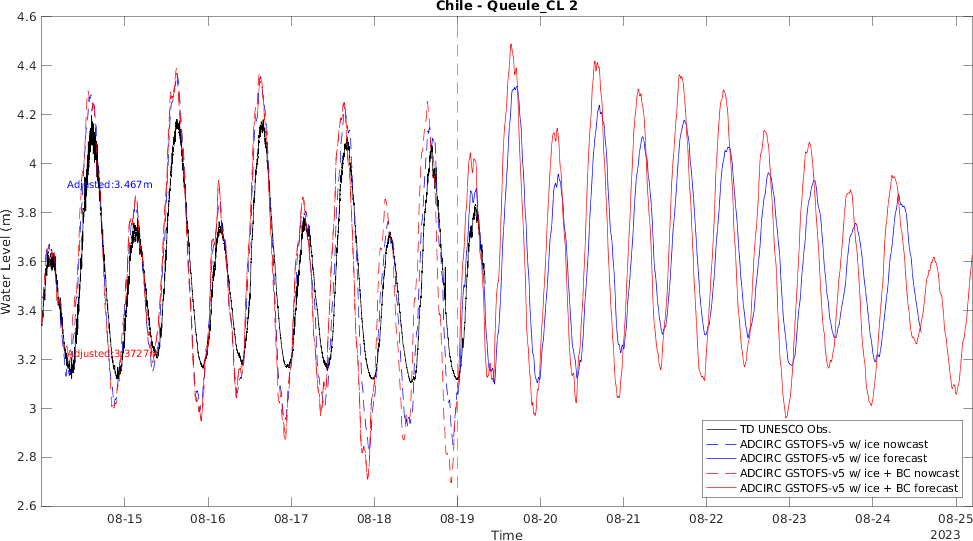 Chile - Queule_CL 2
4.6
4.4
4.2
4
3.8
3.6
3.4
3.2
3
2.8
2.6
Water Level (m)
Adjusted:3.467m
Adjusted:3.3727m
TD UNESCO Obs.
ADCIRC GSTOFS-v5 w/ ice nowcast
ADCIRC GSTOFS-v5 w/ ice forecast
ADCIRC GSTOFS-v5 w/ ice + BC nowcast
ADCIRC GSTOFS-v5 w/ ice + BC forecast
08-15 08-16 08-17 08-18 08-19 08-20 08-21 08-22 08-23 08-24 08-25
Time
2023